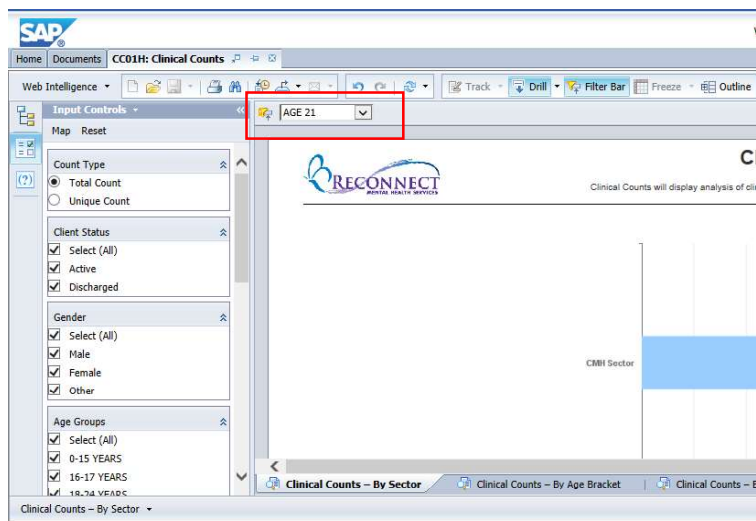 SAP
Home Documents CC01H: Clinical Counts
Web Intelligence Track Drill Filter Bar Freeze Outline
Input Controls
AGE 21
Map Reset
Count Type
Total Count
Unique Count
Client Status
Select (All)
Active
Discharged
Gender
Select (All)
Male
Female
Other
Age Groups
Select (All)
0-15 YEARS
16-17 YEARS
18-24 YEARS
RECONNECT
MENTAL HEALTH SERVICES
Clinical Counts will display analysis of cli
CMH Sector
Clinical Counts – By Sector Clinical Counts – By Age Bracket Clinical Counts –
Clinical Counts – By Sector